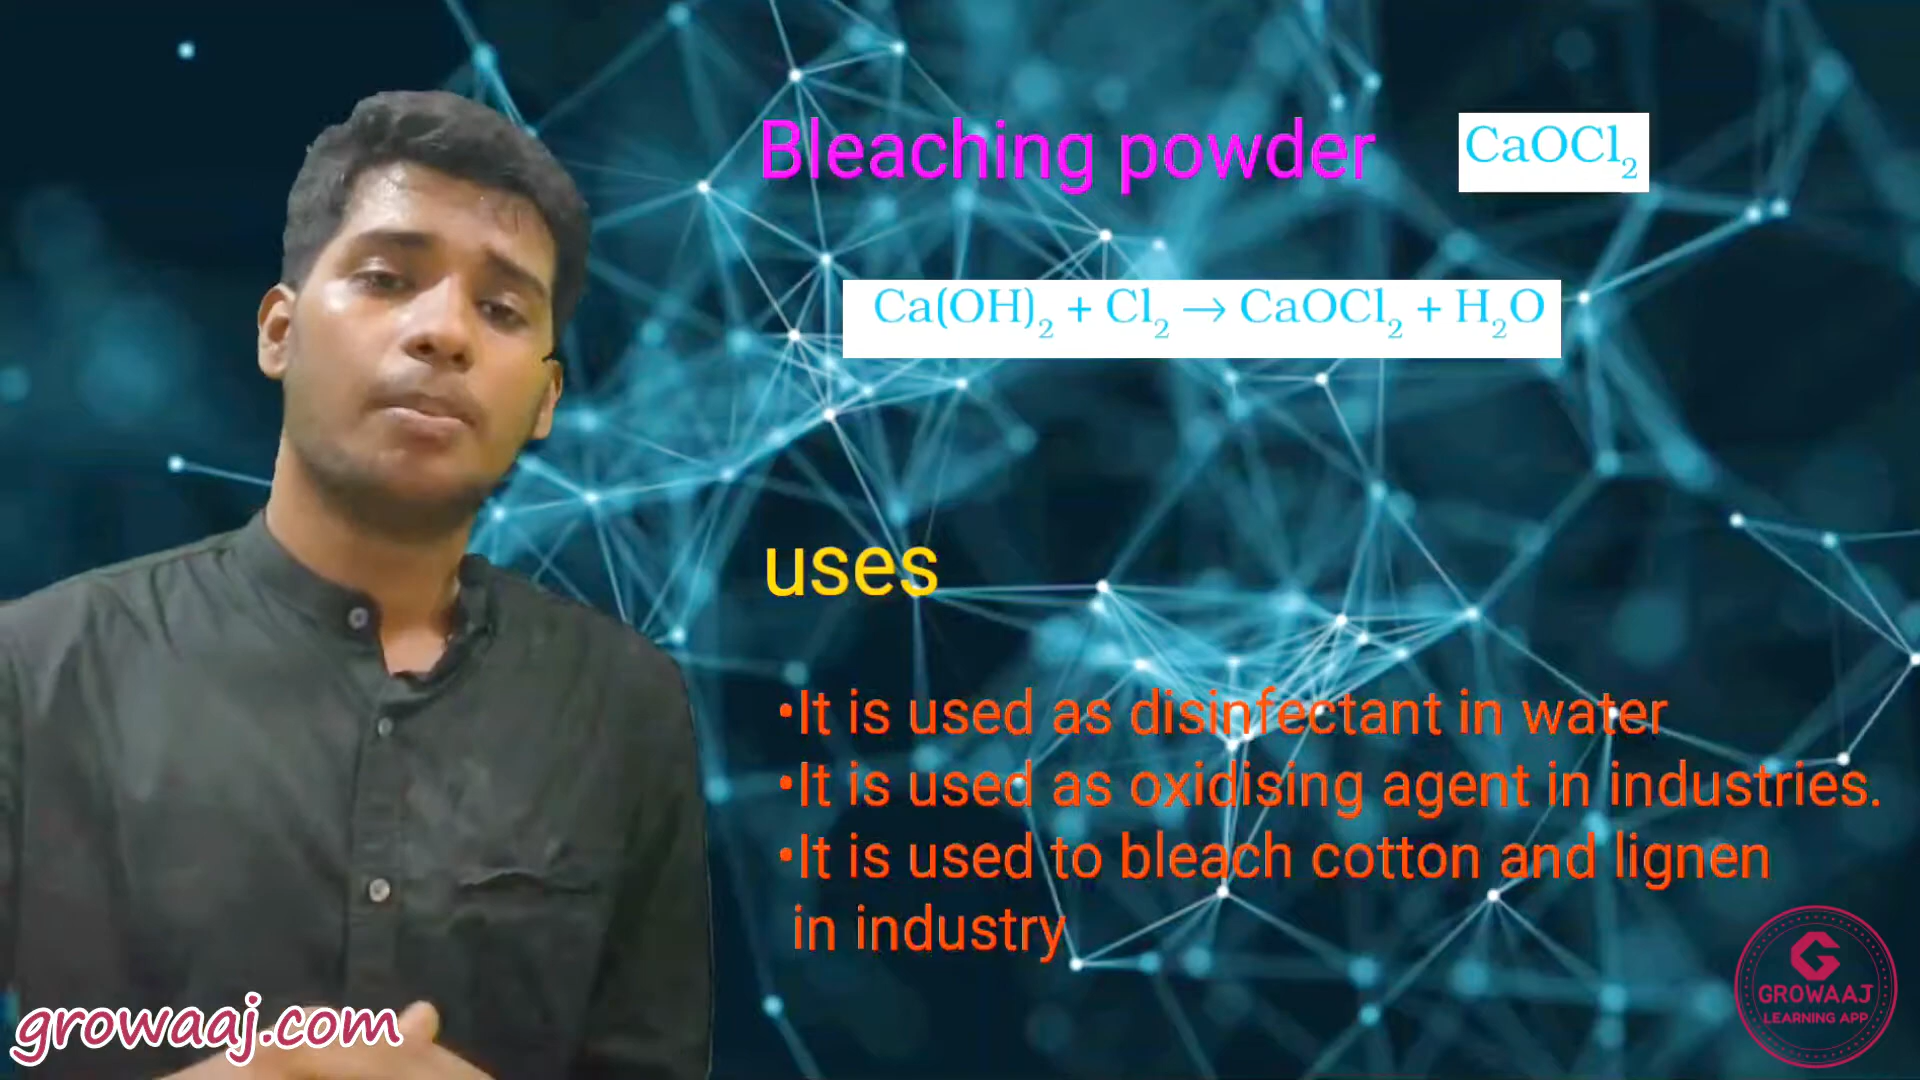 Bleaching powder CaOCl₂
Ca(OH)₂ + Cl₂ → CaOCl₂ + H₂O
uses
•It is used as disinfectant in water
•It is used as oxidising agent in industries.
•It is used to bleach cotton and lignen
in industry
growaaj.com
G
GROWAAJ
LEARNING APP